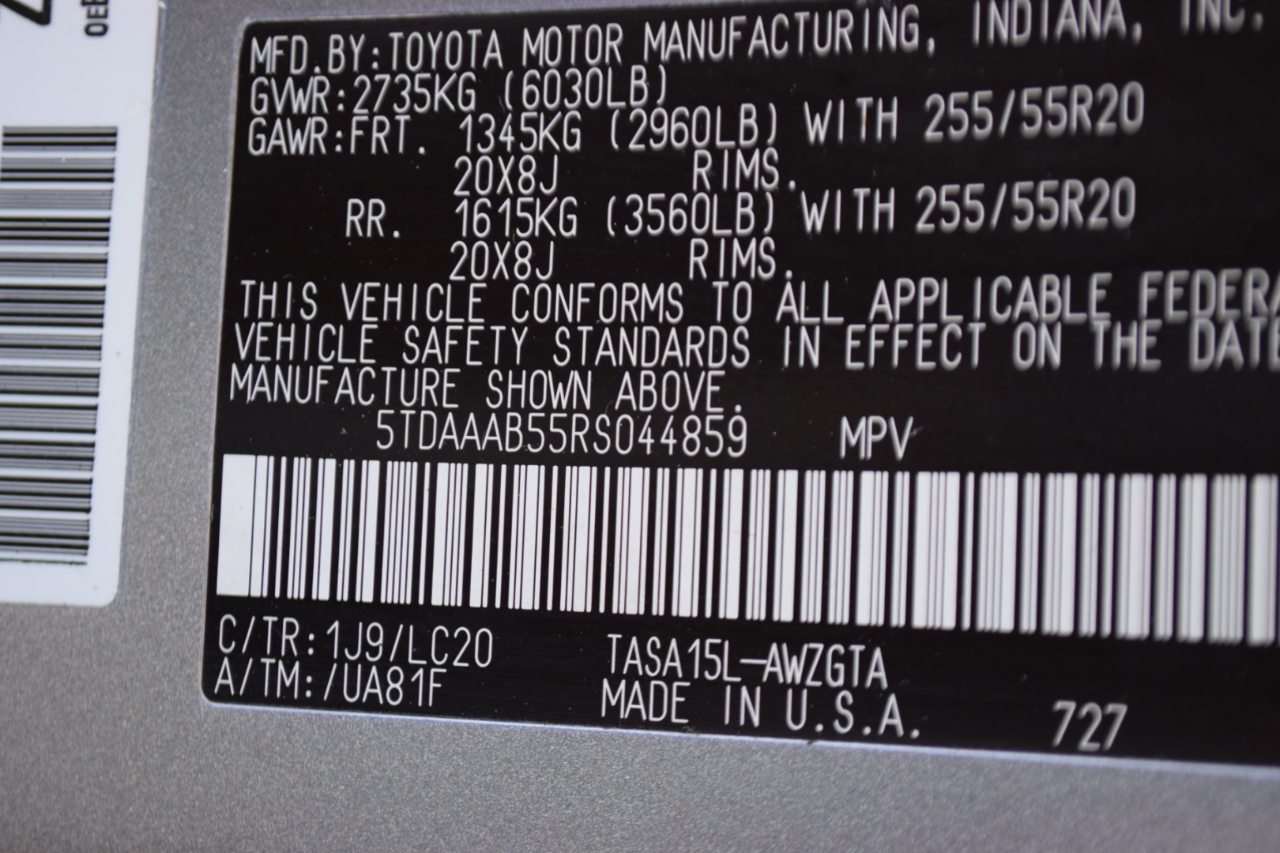 MFD.BY:TOYOTA MOTOR MANUFACTURING, INDIANA, INC.
GVWR:2735KG (6030LB)
GAWR:FRT. 1345KG (2960LB) WITH 255/55R20
20X8J RIMS.
RR. 1615KG (3560LB) WITH 255/55R20
20X8J RIMS.
THIS VEHICLE CONFORMS TO ALL APPLICABLE FEDERA
VEHICLE SAFETY STANDARDS IN EFFECT ON THE DATE
MANUFACTURE SHOWN ABOVE.
5TDAAAB55RS044859 MPV
C/TR:1J9/LC20 TASA15L-AWZGTA
A/TM:/UA81F MADE IN U.S.A. 727